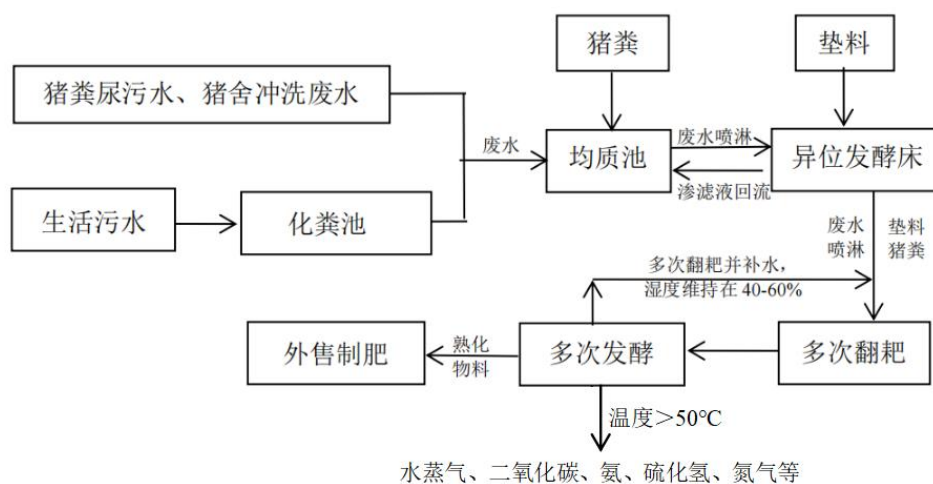 猪粪
垫料
猪粪尿污水、猪舍冲洗废水
废水
均质池
废水喷淋
渗滤液回流
异位发酵床
生活污水
化粪池
废水
喷淋
垫料
猪粪
多次翻耙并补水，
湿度维持在 40-60%
外售制肥
熟化
物料
多次发酵
多次翻耙
温度＞50℃
水蒸气、二氧化碳、氨、硫化氢、氮气等